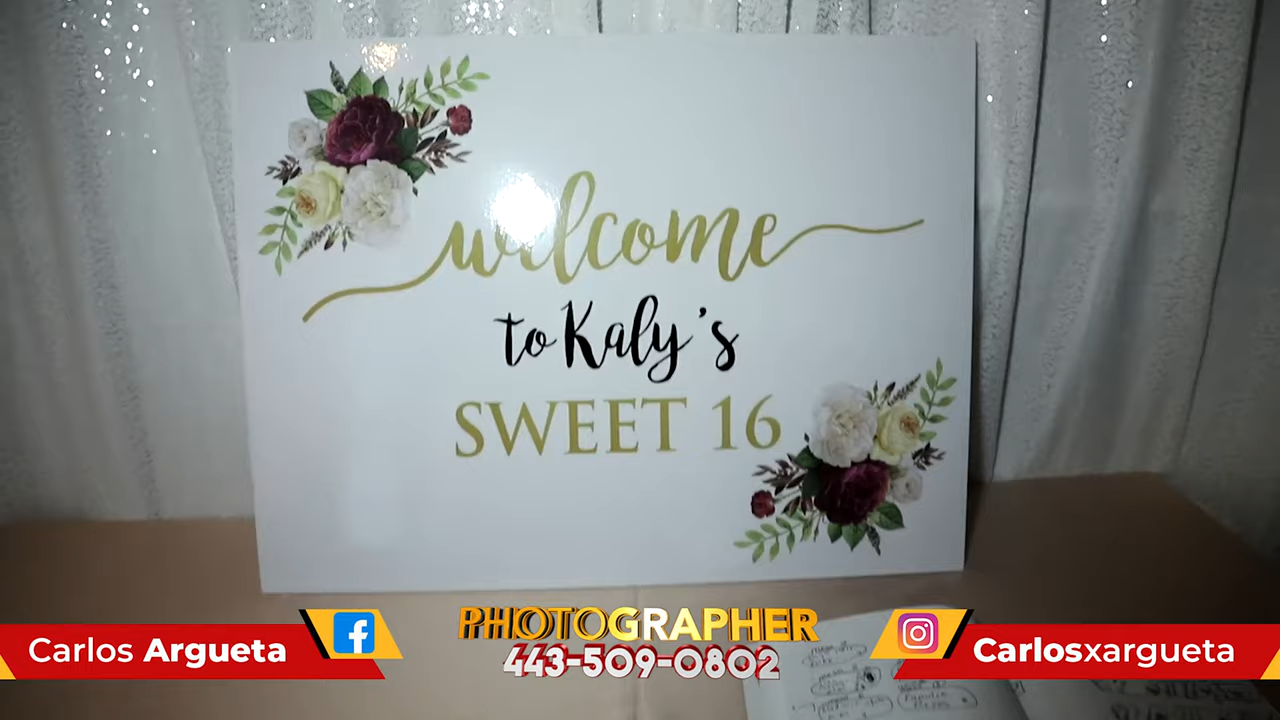 welcome
to Kaly's
SWEET 16
PHOTOGRAPHER
443-509-0802
Carlos Argueta
Carlosxargueta